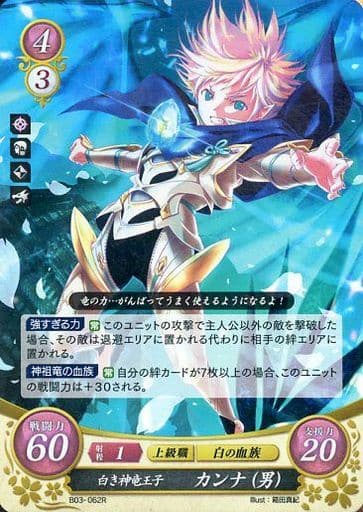 4
3
竜の力…がんばってうまく使えるようになるよ!
強すぎる力 常 このユニットの攻撃で主人公以外の敵を撃破した
場合、その敵は退避エリアに置かれる代わりに相手の絆エリアに
置かれる。
神祖竜の血族 常 自分の絆カードが7枚以上の場合、このユニット
の戦闘力は+30される。
戦闘力
60
射程 1
上級職
白の血族
支援力
20
白き神竜王子 カンナ(男)
B03-062R
Illust:箱田真紀